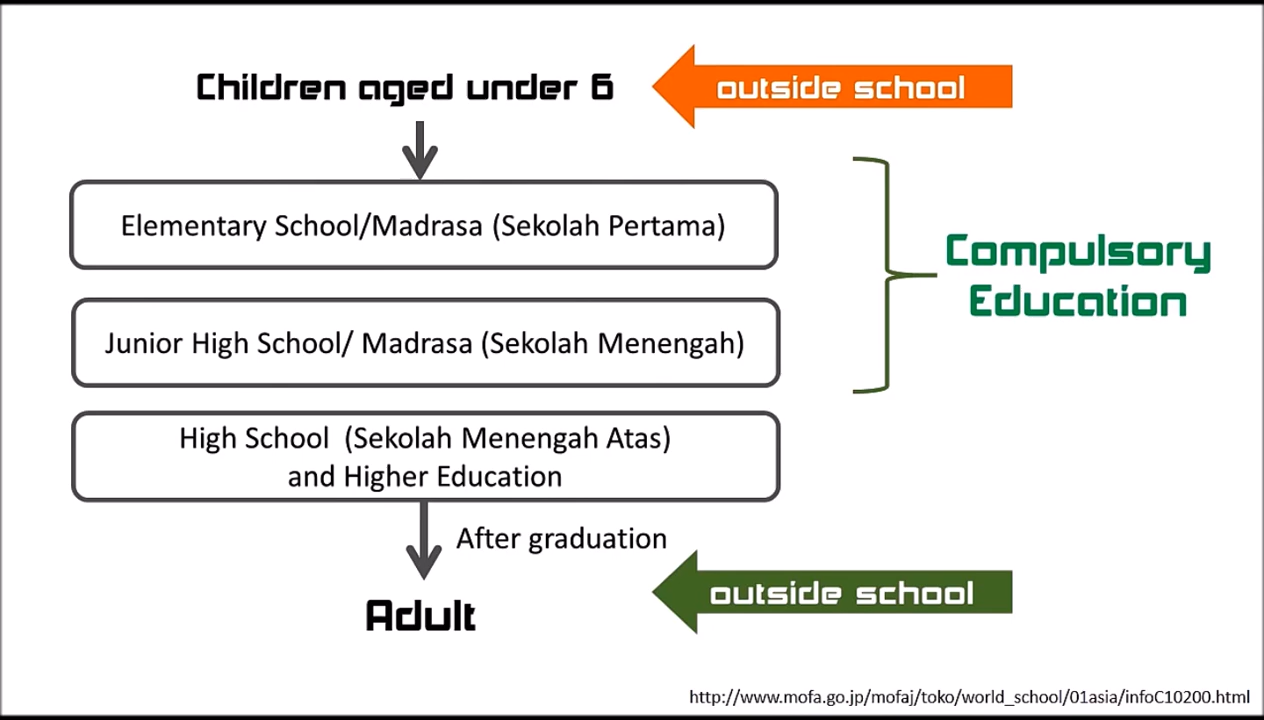 Children aged under 6
outside school
Elementary School/Madrasa (Sekolah Pertama)
Compulsory
Education
Junior High School/ Madrasa (Sekolah Menengah)
High School (Sekolah Menengah Atas)
and Higher Education
After graduation
outside school
Adult
http://www.mofa.go.jp/mofaj/toko/world_school/01asia/infoC10200.html